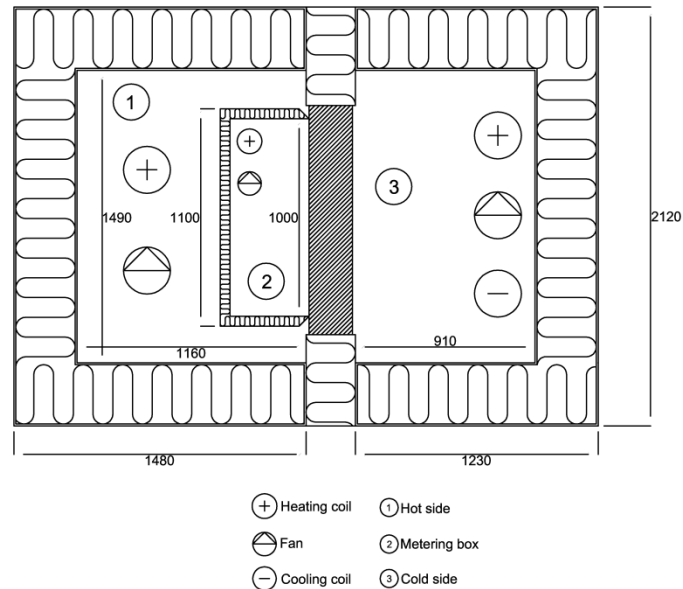 1
3
2
1490
1100
1000
2120
1160
910
1480
1230
Heating coil
1 Hot side
Fan
2 Metering box
Cooling coil
3 Cold side